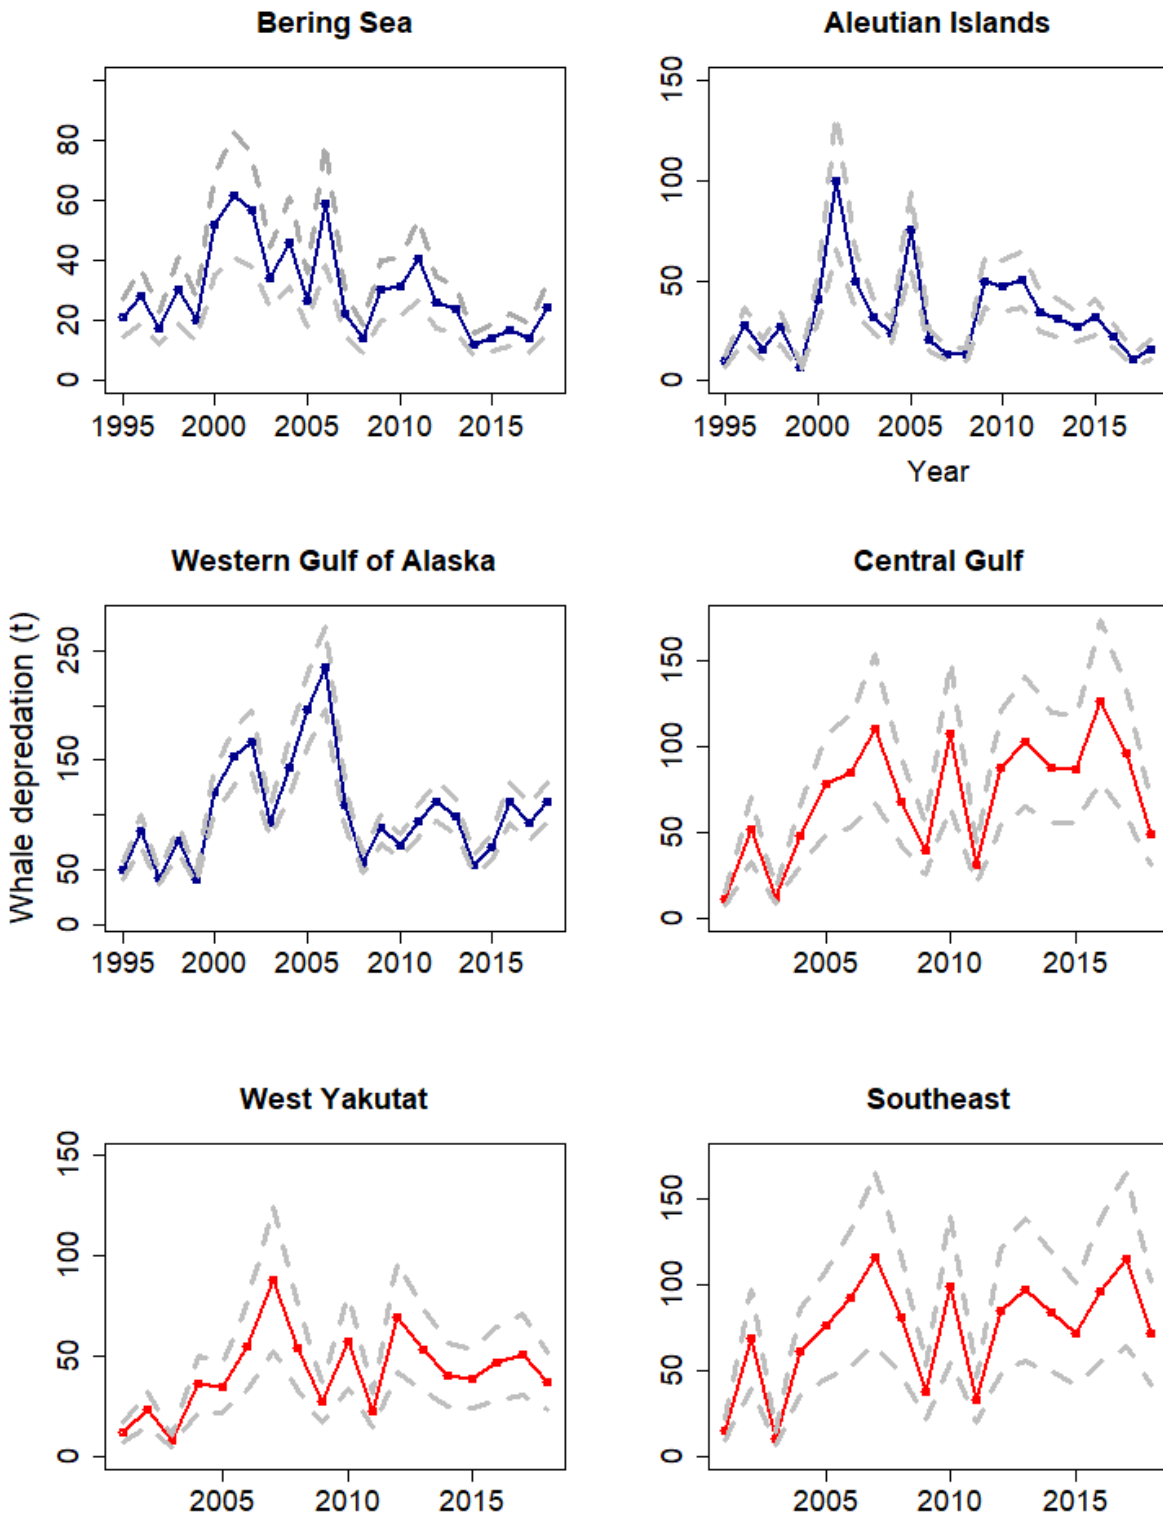 Bering Sea
0 20 40 60 80
1995 2000 2005 2010 2015
Aleutian Islands
0 50 100 150
1995 2000 2005 2010 2015
Year
Whale depredation (t)
Western Gulf of Alaska
0 50 150 250
1995 2000 2005 2010 2015
Central Gulf
0 50 100 150
2005 2010 2015
West Yakutat
0 50 100 150
2005 2010 2015
Southeast
0 50 100 150
2005 2010 2015